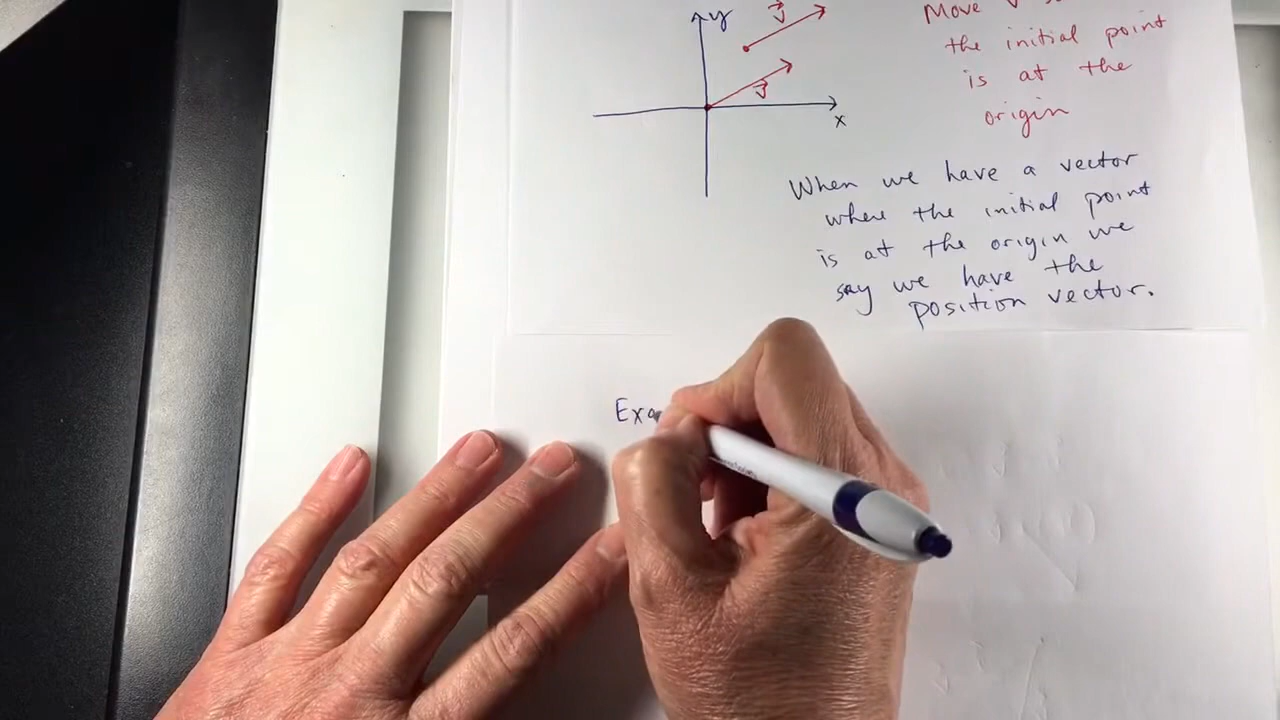 y
v
v
x
Move v
the initial point
is at the
origin
When we have a vector
where the initial point
is at the origin we
say we have the
position vector.
Exa